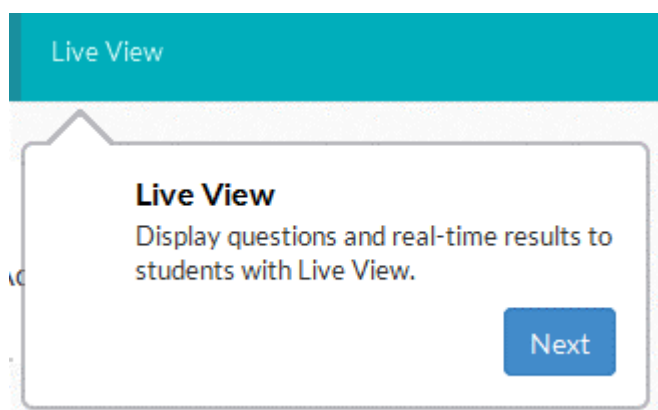 Live View
Live View
Display questions and real-time results to
students with Live View.
Next